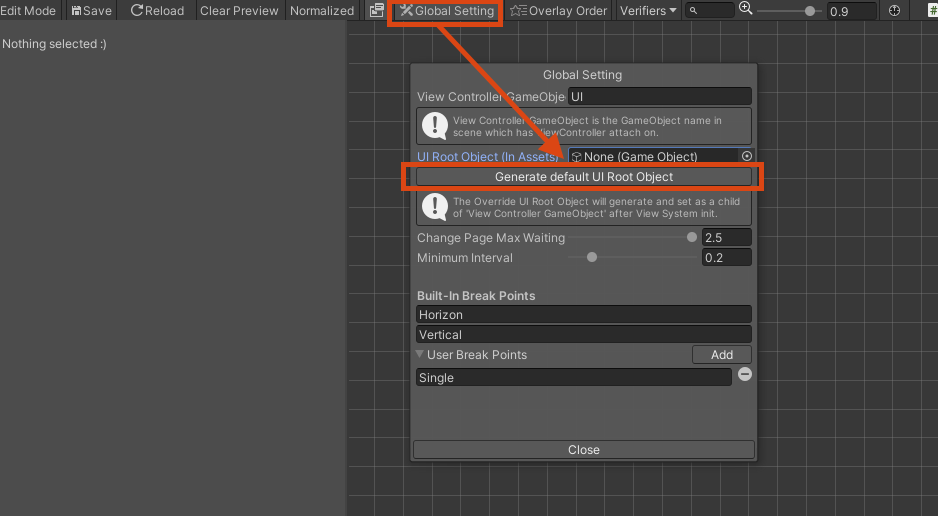 Edit Mode Save Reload Clear Preview Normalized Global Setting Overlay Order Verifiers 0.9 #
Nothing selected :)
Global Setting
View Controller GameObje UI
View Controller GameObject is the GameObject name in
scene which has ViewController attach on.
UI Root Object (In Assets) None (Game Object)
Generate default UI Root Object
The Override UI Root Object will generate and set as a child
of 'View Controller GameObject' after View System init.
Change Page Max Waiting 2.5
Minimum Interval 0.2
Built-In Break Points
Horizon
Vertical
User Break Points Add
Single
Close